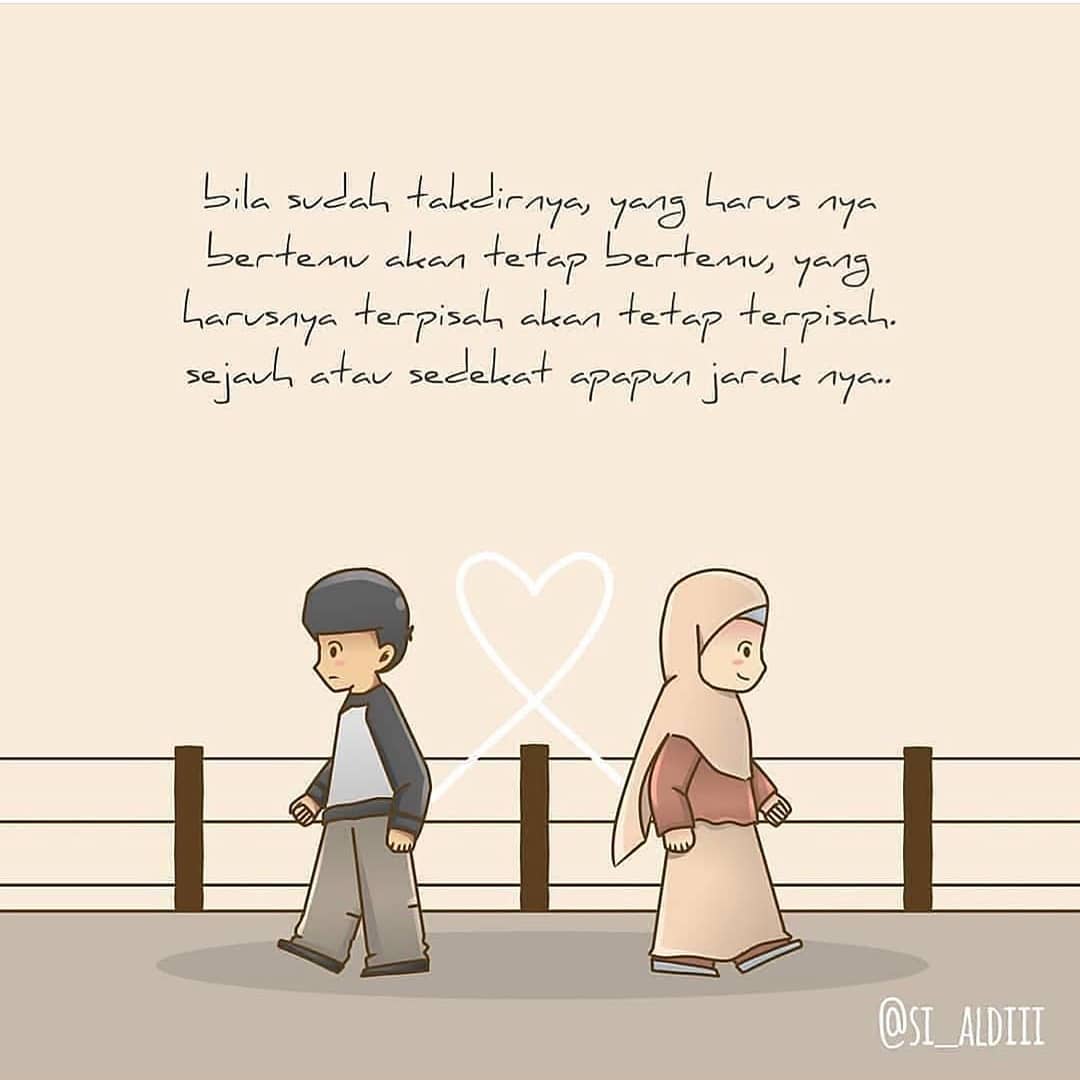 bila sudah takdirnya, yang harus nya
bertemu akan tetap bertemu, yang
harusnya terpisah akan tetap terpisah.
sejauh atau sedekat apapun jarak nya..
@SI_ALDIII